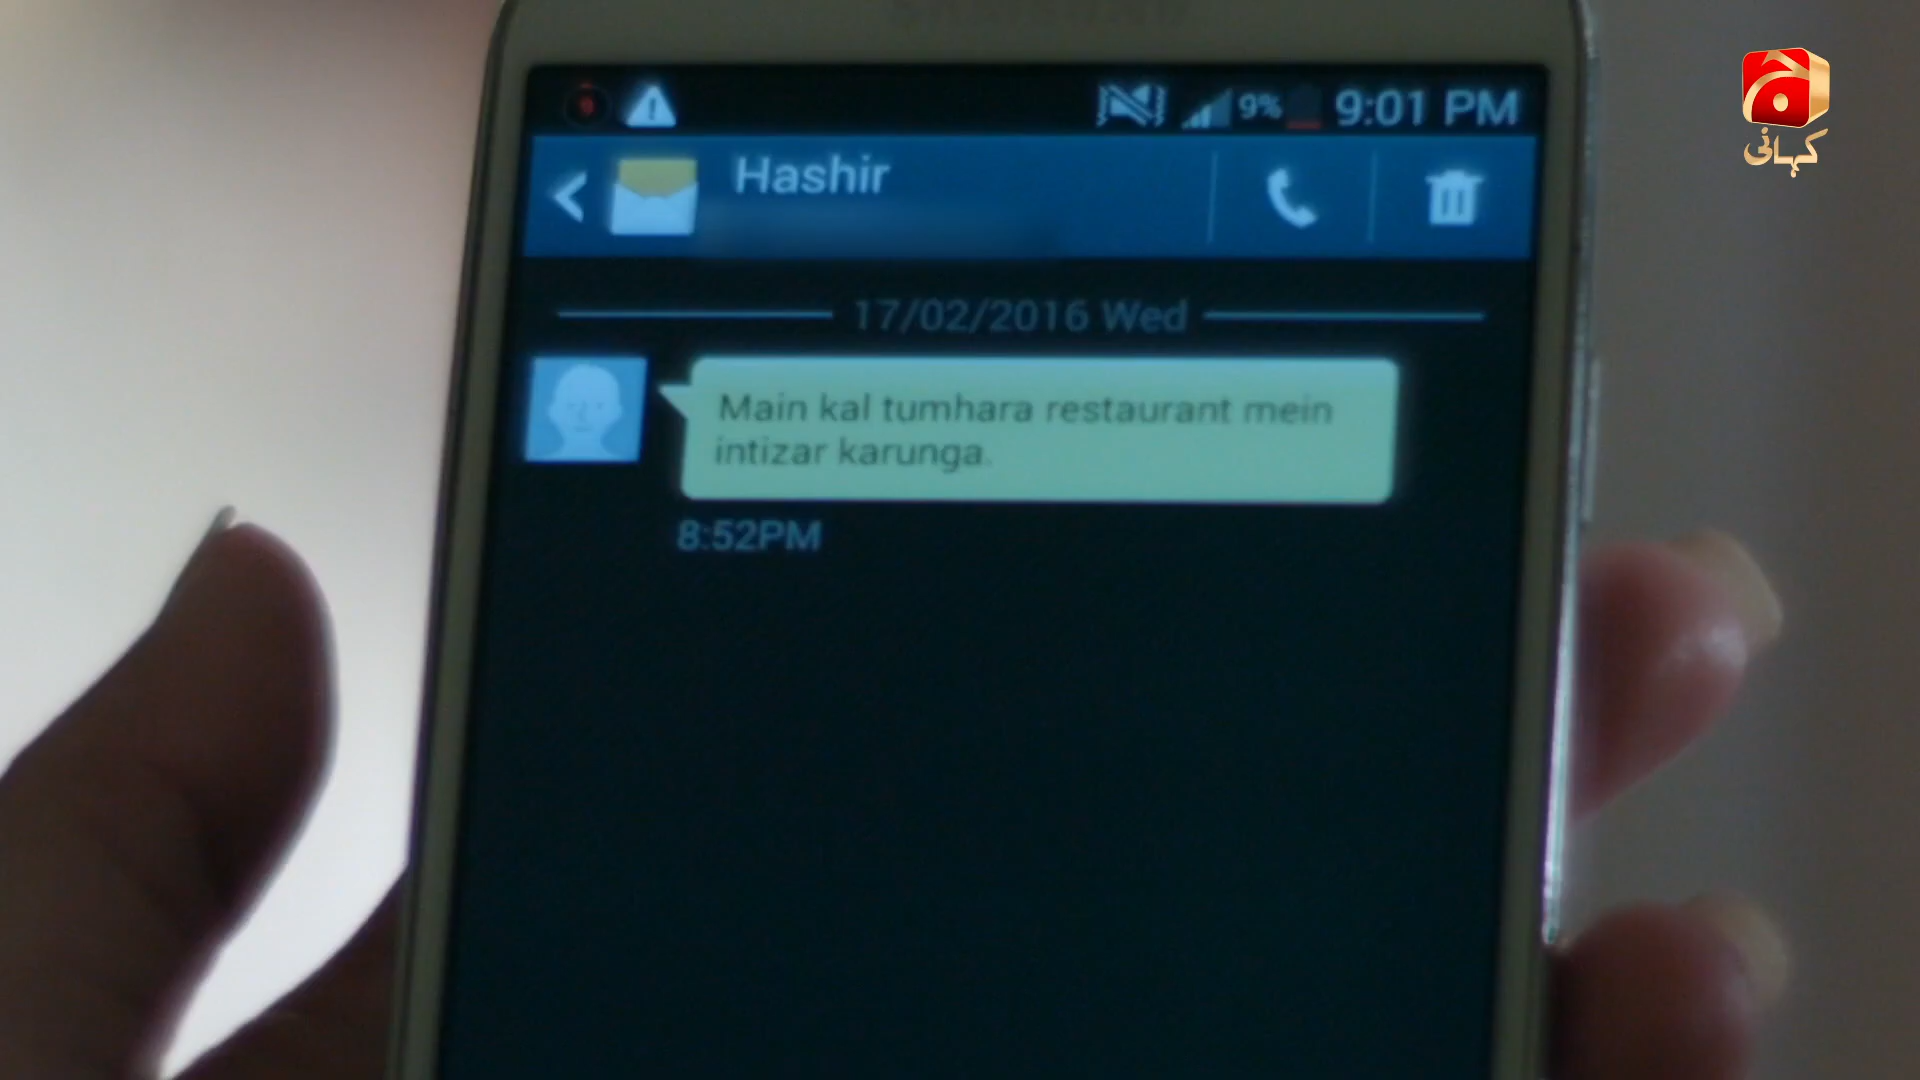 9% 9:01 PM
Hashir
17/02/2016 Wed
Main kal tumhara restaurant mein
intizar karunga.
8:52PM
کہانی